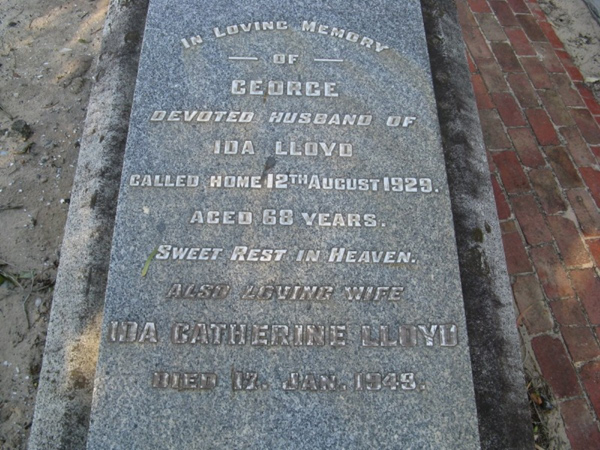 In Loving Memory
— OF —
GEORGE
DEVOTED HUSBAND OF
IDA LLOYD
CALLED HOME 12TH AUGUST 1929.
AGED 68 YEARS.
SWEET REST IN HEAVEN.
ALSO LOVING WIFE
IDA CATHERINE LLOYD
DIED 17. JAN. 1949.